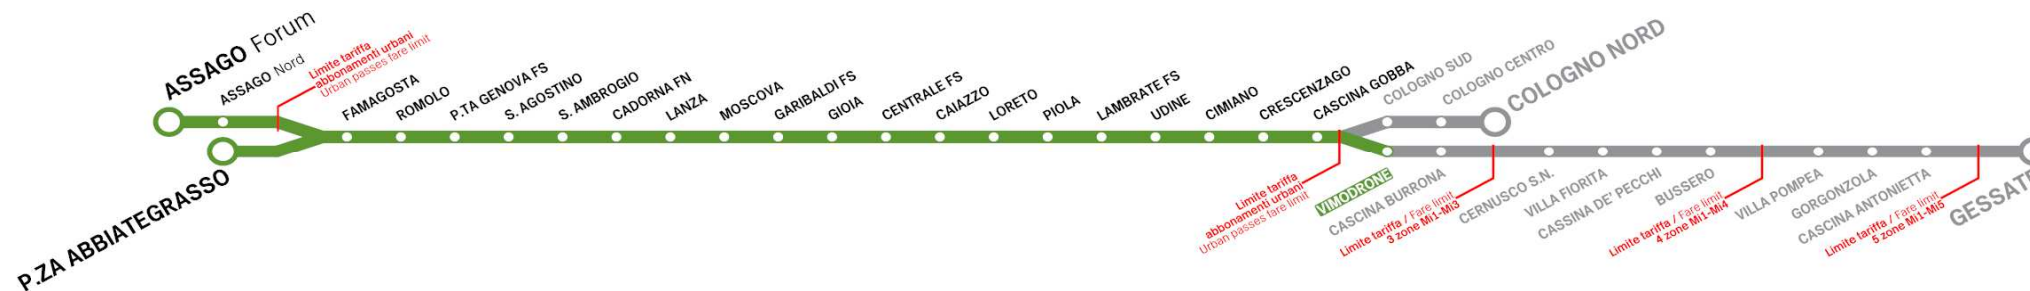 ASSAGO Forum
ASSAGO Nord
Limite tariffa
abbonamenti urbani
Urban passes fare limit
P.ZA ABBIATEGRASSO
FAMAGOSTA
ROMOLO
P.TA GENOVA FS
S. AGOSTINO
S. AMBROGIO
CADORNA FN
LANZA
MOSCOVA
GARIBALDI FS
GIOIA
CENTRALE FS
CAIAZZO
LORETO
PIOLA
LAMBRATE FS
UDINE
CIMIANO
CRESCENZAGO
CASCINA GOBBA
COLOGNO SUD
COLOGNO CENTRO
COLOGNO NORD
Limite tariffa
abbonamenti urbani
Urban passes fare limit
VIMODRONE
CASCINA BURRONA
Limite tariffa / Fare limit
3 zone Mi1-Mi3
CERNUSCO S.N.
VILLA FIORITA
CASSINA DE' PECCHI
BUSSERO
Limite tariffa / Fare limit
4 zone Mi1-Mi4
VILLA POMPEA
GORGONZOLA
CASCINA ANTONIETTA
Limite tariffa / Fare limit
5 zone Mi1-Mi5
GESSAT